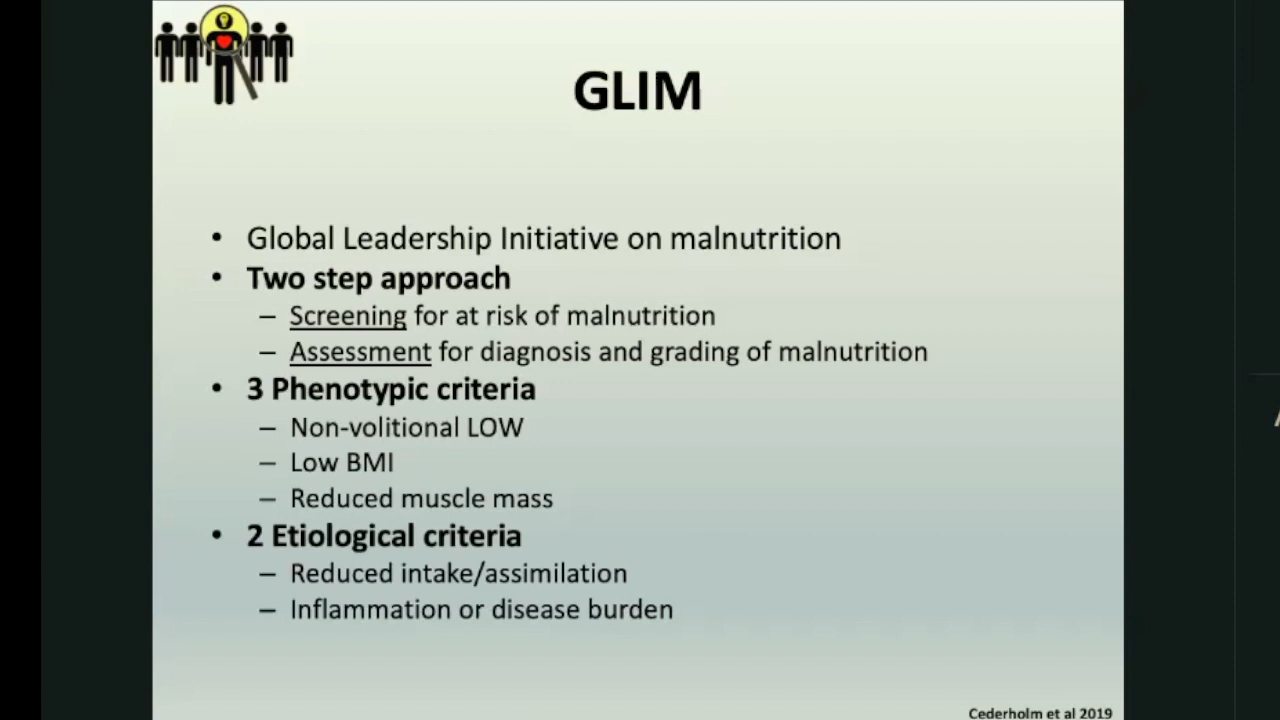 GLIM
• Global Leadership Initiative on malnutrition
• Two step approach
– Screening for at risk of malnutrition
– Assessment for diagnosis and grading of malnutrition
• 3 Phenotypic criteria
– Non-volitional LOW
– Low BMI
– Reduced muscle mass
• 2 Etiological criteria
– Reduced intake/assimilation
– Inflammation or disease burden
Cederholm et al 2019